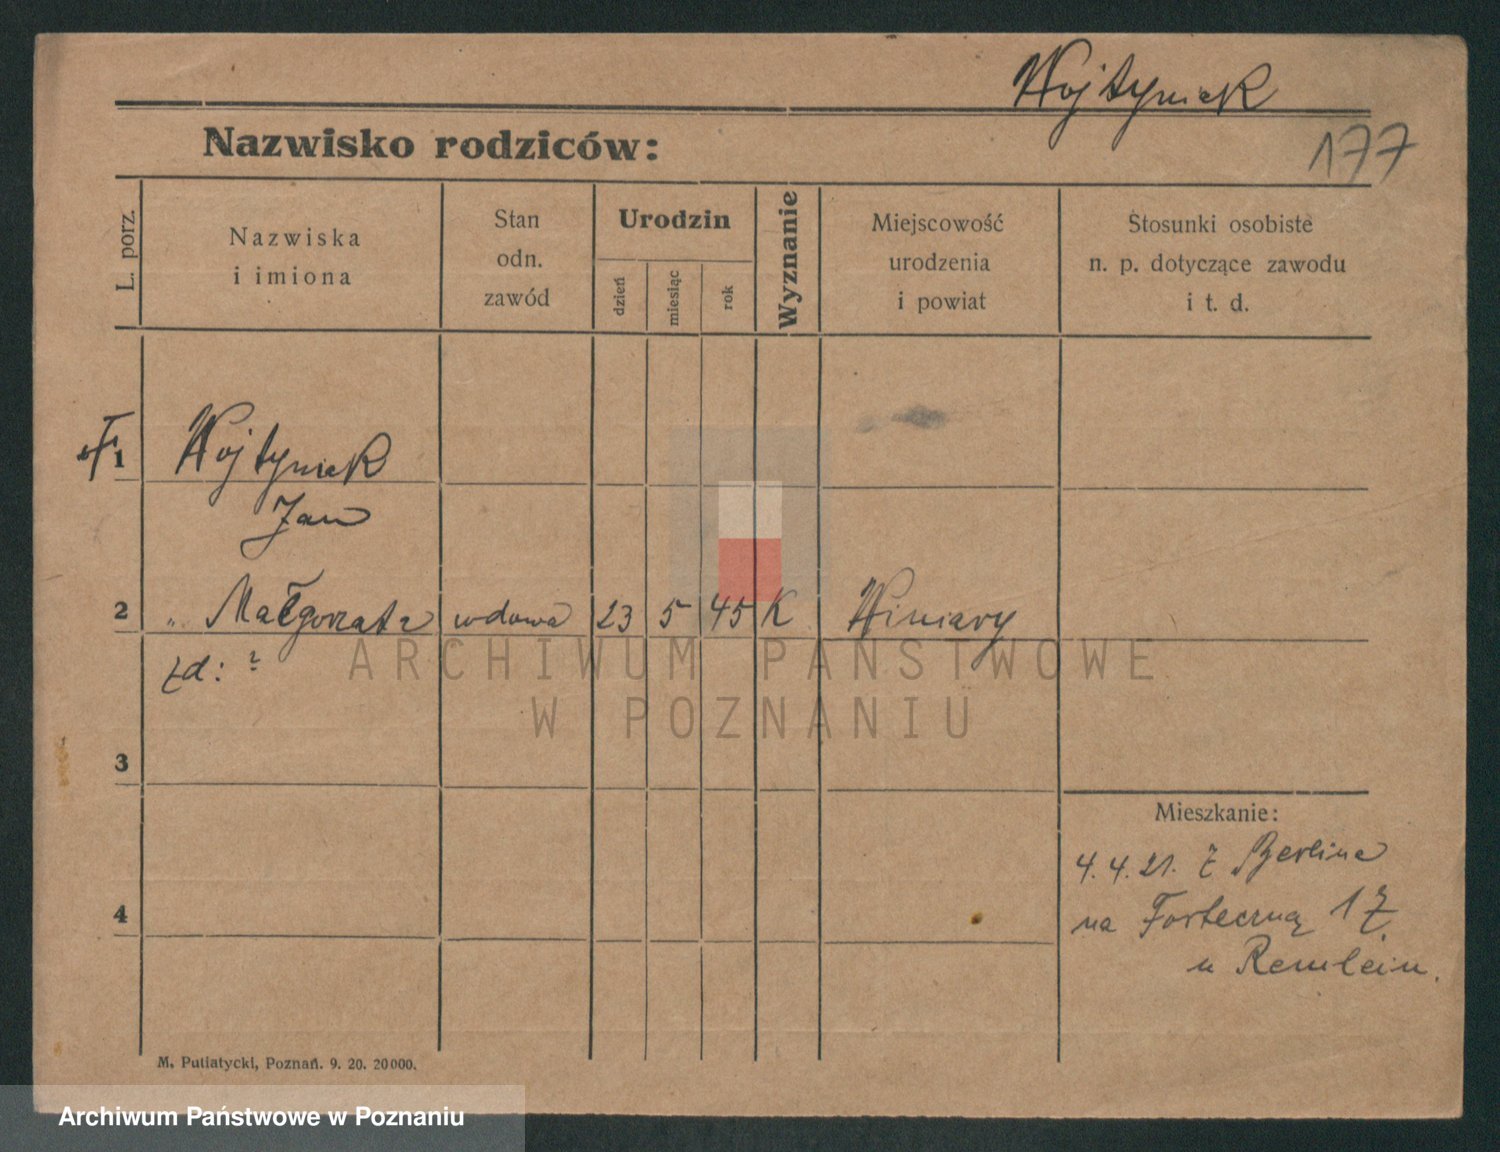 Wojtyniak
177
Nazwisko rodziców:
L. porz.
Nazwiska
i imiona
Stan
odn.
zawód
Urodzin
dzień
miesiąc
rok
Wyznanie
Miejscowość
urodzenia
i powiat
Stosunki osobiste
n. p. dotyczące zawodu
i t. d.
1
Wojtyniak
Jan
2 „ Małgorzata wdowa 23 5 45 K Winiary
zd: ?
ARCHIWUM PAŃSTWOWE
W POZNANIU
3
Mieszkanie:
4. 4. 21. Z Berlina
4
na Forteczną
u Remlein.
M. Putiatycki, Poznań. 9. 20. 20000.
Archiwum Państwowe w Poznaniu